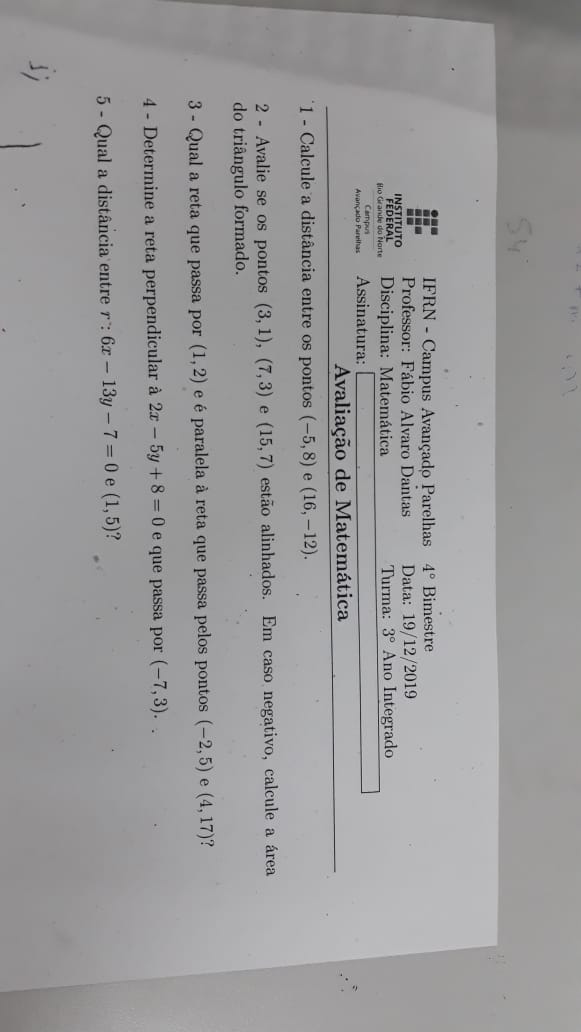 INSTITUTO
FEDERAL
Rio Grande do Norte
Campus
Avançado Parelhas
IFRN - Campus Avançado Parelhas 4° Bimestre
Professor: Fábio Alvaro Dantas Data: 19/12/2019
Disciplina: Matemática Turma: 3° Ano Integrado
Assinatura:
Avaliação de Matemática
1 - Calcule a distância entre os pontos (−5, 8) e (16, −12).
2 - Avalie se os pontos (3, 1), (7, 3) e (15, 7) estão alinhados. Em caso negativo, calcule a área
do triângulo formado.
3 - Qual a reta que passa por (1, 2) e é paralela à reta que passa pelos pontos (−2, 5) e (4, 17)?
4 - Determine a reta perpendicular à 2x − 5y + 8 = 0 e que passa por (−7, 3).
5 - Qual a distância entre r : 6x − 13y − 7 = 0 e (1, 5)?
1)